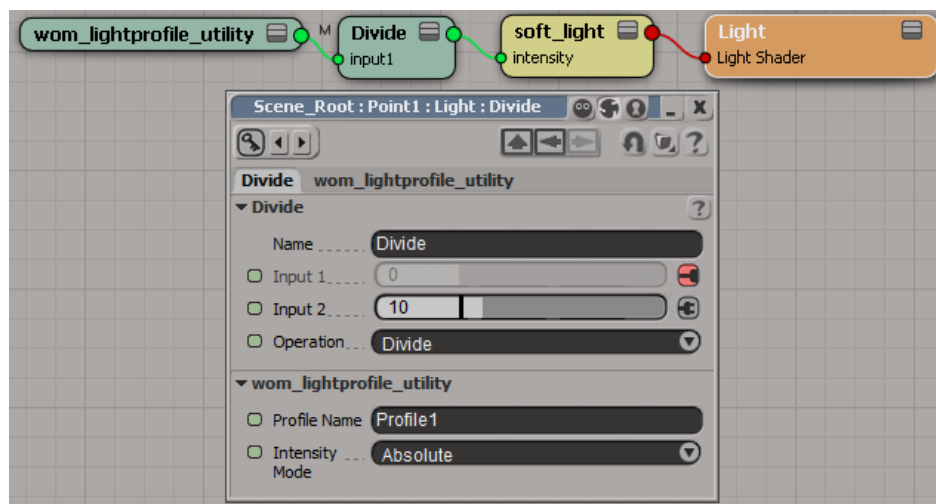 wom_lightprofile_utility
M
Divide
input1
soft_light
intensity
Light
Light Shader
Scene_Root : Point1 : Light : Divide
Divide wom_lightprofile_utility
Divide
Name Divide
Input 1 0
Input 2 10
Operation Divide
wom_lightprofile_utility
Profile Name Profile1
Intensity Mode Absolute